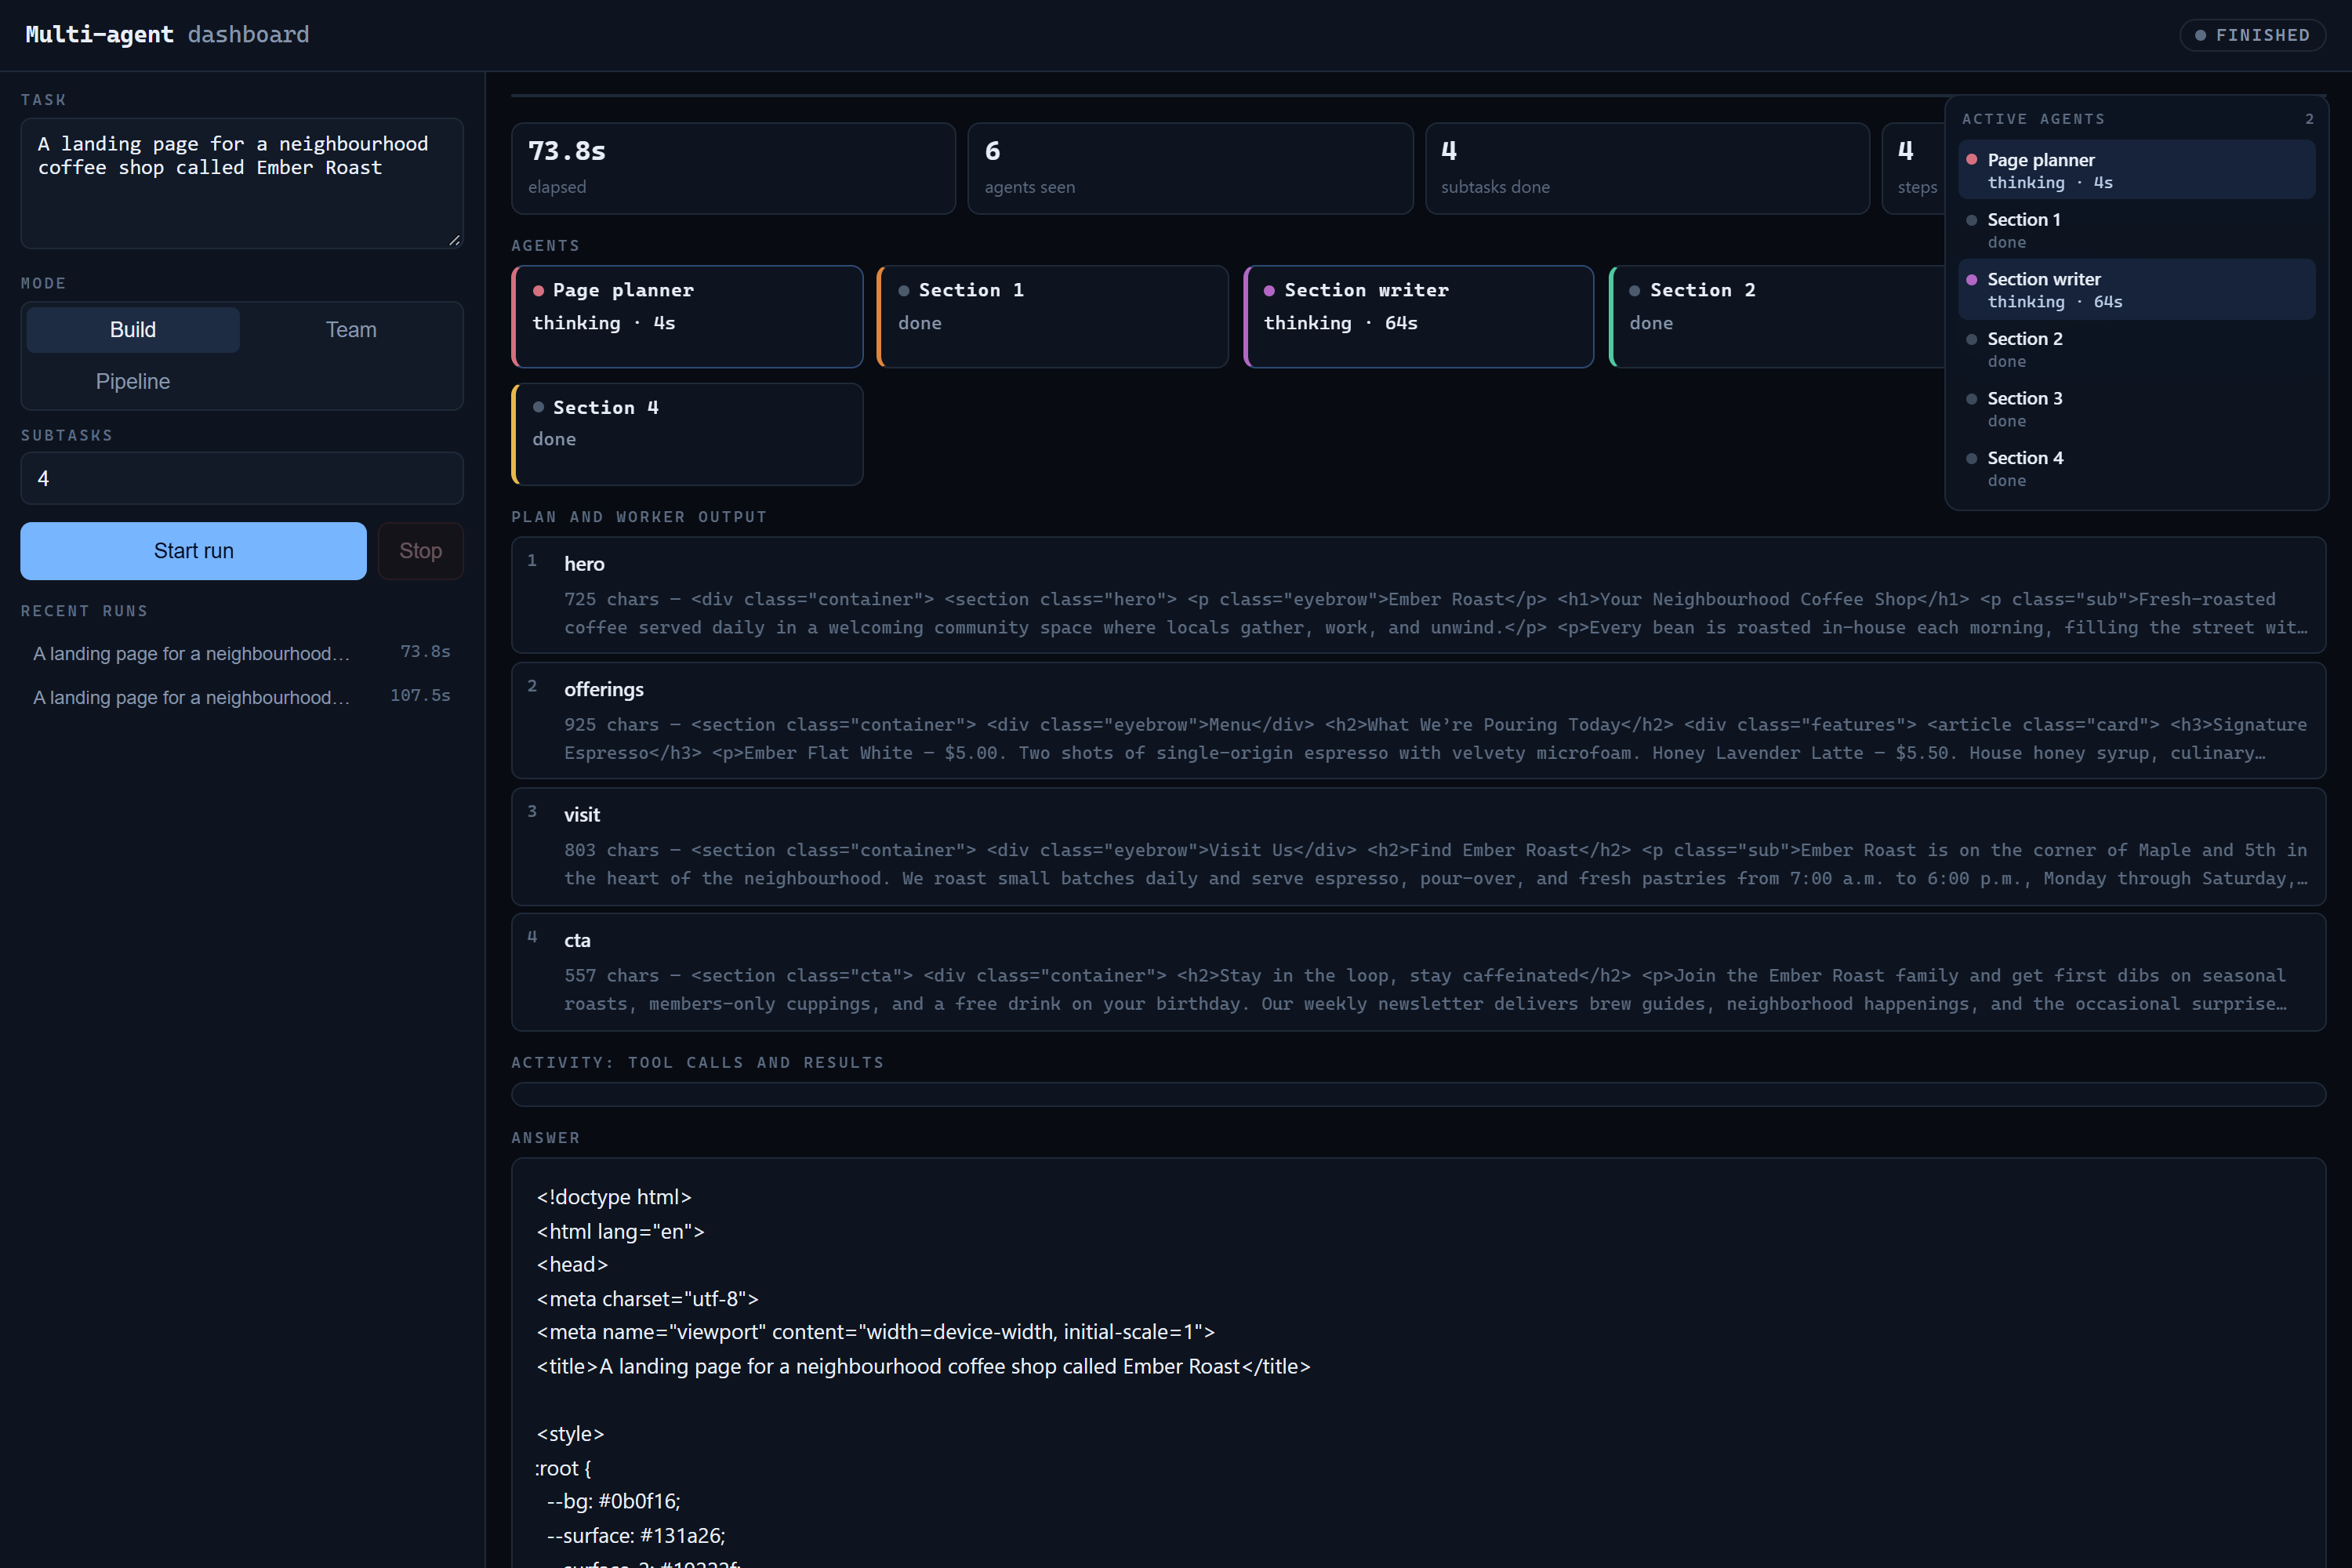 Multi-agent dashboard
FINISHED
TASK
A landing page for a neighbourhood
coffee shop called Ember Roast
MODE
Build
Team
Pipeline
SUBTASKS
4
Start run
Stop
RECENT RUNS
A landing page for a neighbourhood... 73.8s
A landing page for a neighbourhood... 107.5s
73.8s
elapsed
6
agents seen
4
subtasks done
4
steps
ACTIVE AGENTS 2
Page planner
thinking · 4s
Section 1
done
Section writer
thinking · 64s
Section 2
done
Section 3
done
Section 4
done
AGENTS
Page planner
thinking · 4s
Section 1
done
Section writer
thinking · 64s
Section 2
done
Section 4
done
PLAN AND WORKER OUTPUT
1 hero
725 chars — <div class="container"> <section class="hero"> <p class="eyebrow">Ember Roast</p> <h1>Your Neighbourhood Coffee Shop</h1> <p class="sub">Fresh-roasted
coffee served daily in a welcoming community space where locals gather, work, and unwind.</p> <p>Every bean is roasted in-house each morning, filling the street wit…
2 offerings
925 chars — <section class="container"> <div class="eyebrow">Menu</div> <h2>What We’re Pouring Today</h2> <div class="features"> <article class="card"> <h3>Signature
Espresso</h3> <p>Ember Flat White — $5.00. Two shots of single-origin espresso with velvety microfoam. Honey Lavender Latte — $5.50. House honey syrup, culinary…
3 visit
803 chars — <section class="container"> <div class="eyebrow">Visit Us</div> <h2>Find Ember Roast</h2> <p class="sub">Ember Roast is on the corner of Maple and 5th in
the heart of the neighbourhood. We roast small batches daily and serve espresso, pour-over, and fresh pastries from 7:00 a.m. to 6:00 p.m., Monday through Saturday,…
4 cta
557 chars — <section class="cta"> <div class="container"> <h2>Stay in the loop, stay caffeinated</h2> <p>Join the Ember Roast family and get first dibs on seasonal
roasts, members-only cuppings, and a free drink on your birthday. Our weekly newsletter delivers brew guides, neighborhood happenings, and the occasional surprise…
ACTIVITY: TOOL CALLS AND RESULTS
ANSWER
<!doctype html>
<html lang="en">
<head>
<meta charset="utf-8">
<meta name="viewport" content="width=device-width, initial-scale=1">
<title>A landing page for a neighbourhood coffee shop called Ember Roast</title>
<style>
:root {
--bg: #0b0f16;
--surface: #131a26;